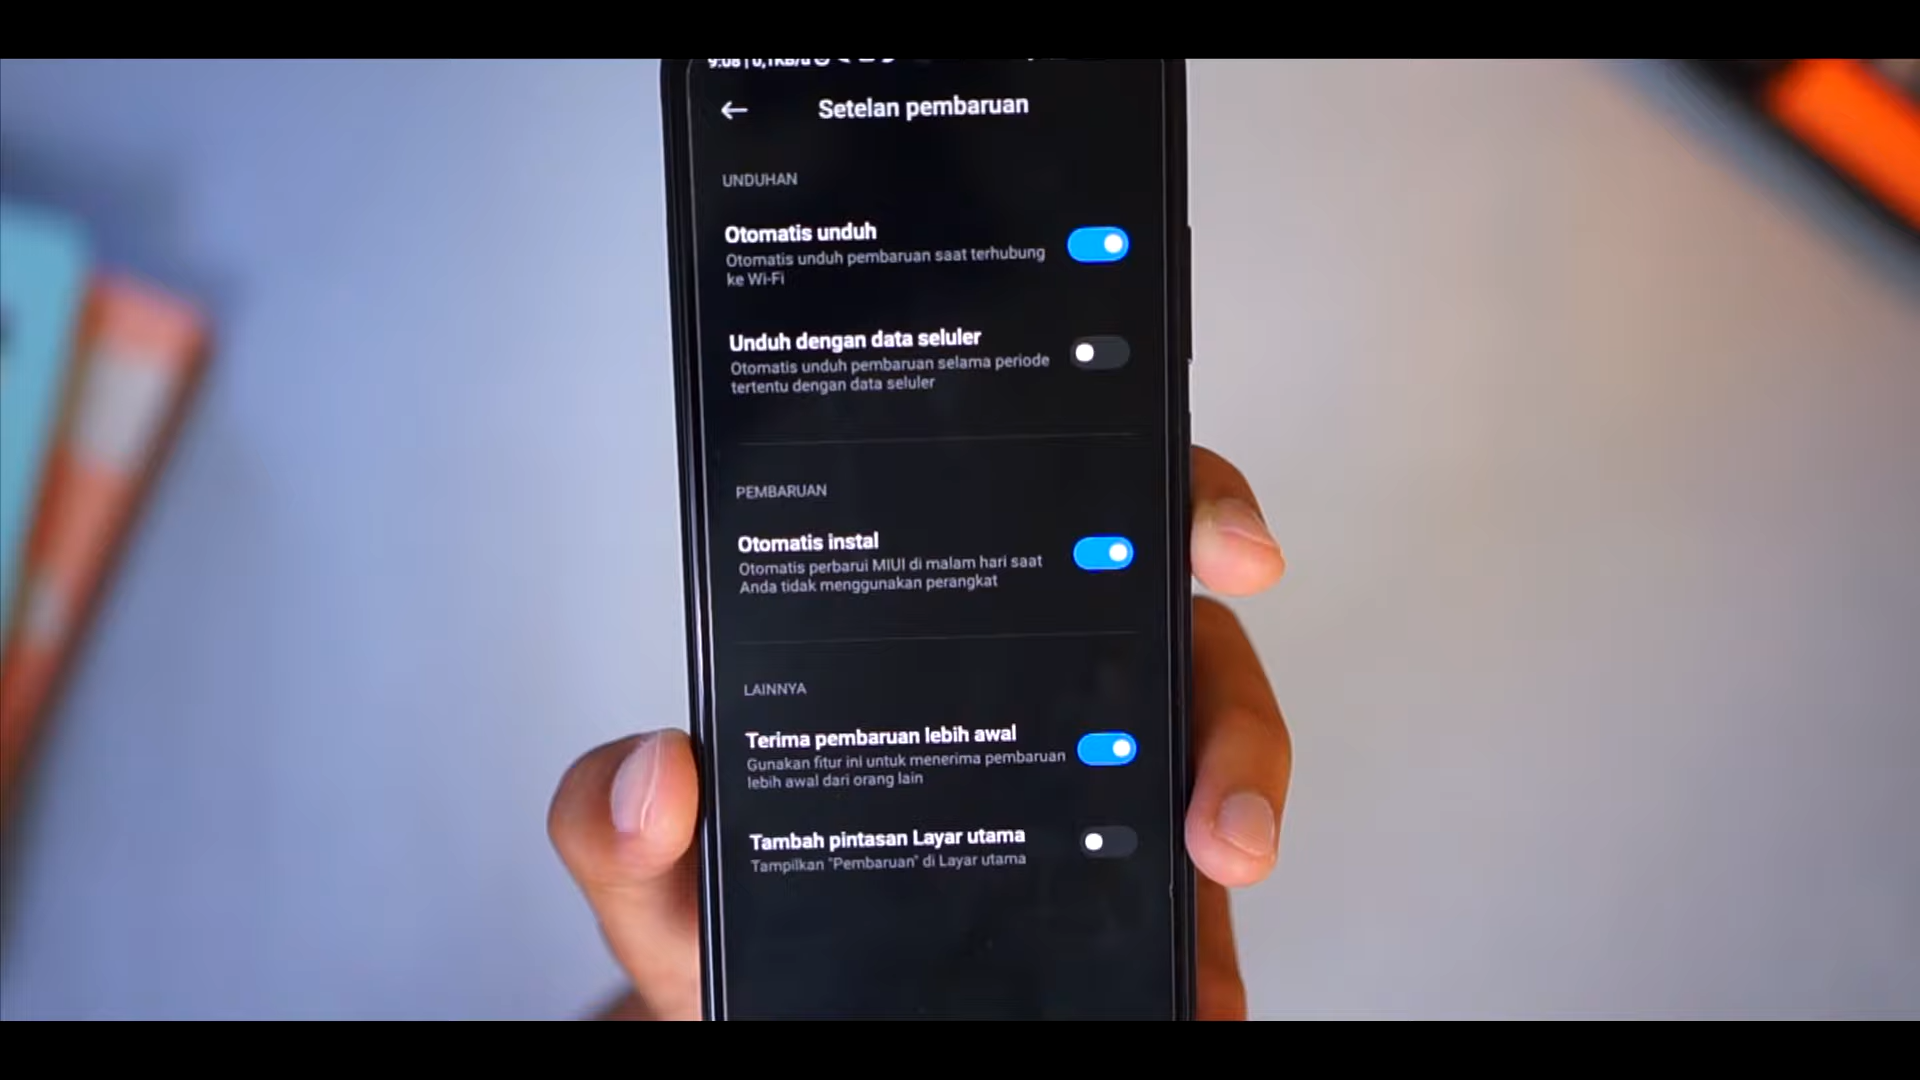 Setelan pembaruan
UNDUHAN
Otomatis unduh
Otomatis unduh pembaruan saat terhubung
ke Wi-Fi
Unduh dengan data seluler
Otomatis unduh pembaruan selama periode
tertentu dengan data seluler
PEMBARUAN
Otomatis instal
Otomatis perbarui MIUI di malam hari saat
Anda tidak menggunakan perangkat
LAINNYA
Terima pembaruan lebih awal
Gunakan fitur ini untuk menerima pembaruan
lebih awal dari orang lain
Tambah pintasan Layar utama
Tampilkan "Pembaruan" di Layar utama